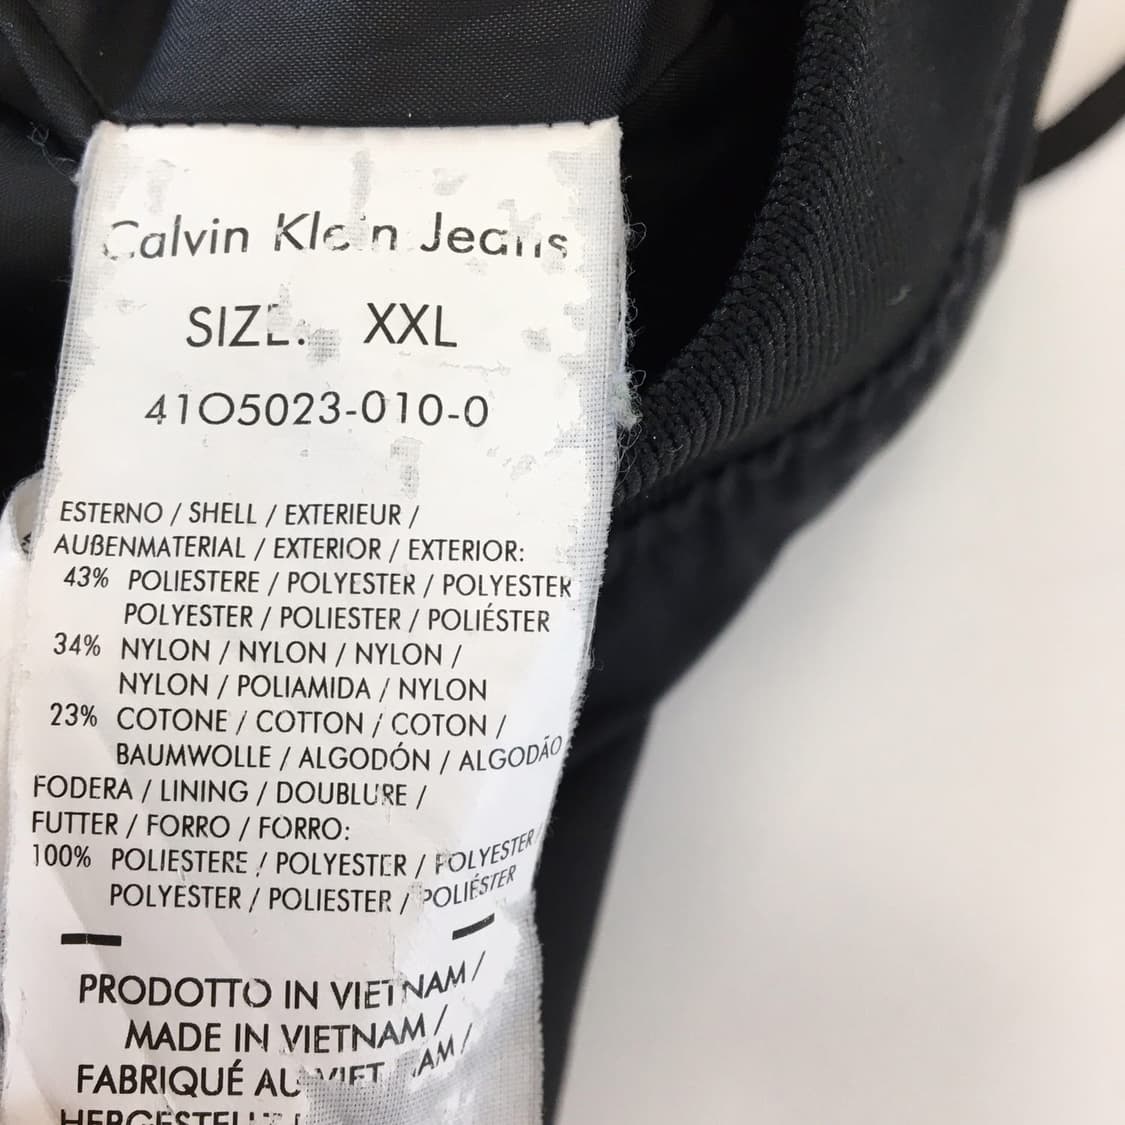 Calvin Klein Jeans
SIZE: XXL
41O5023-010-0
ESTERNO / SHELL / EXTERIEUR /
AUßENMATERIAL / EXTERIOR / EXTERIOR:
43% POLIESTERE / POLYESTER / POLYESTER
POLYESTER / POLIESTER / POLIÉSTER
34% NYLON / NYLON / NYLON /
NYLON / POLIAMIDA / NYLON
23% COTONE / COTTON / COTON /
BAUMWOLLE / ALGODÓN / ALGODÃO
FODERA / LINING / DOUBLURE /
FUTTER / FORRO / FORRO:
100% POLIESTERE / POLYESTER / POLYESTER/
POLYESTER / POLIESTER / POLIÉSTER
PRODOTTO IN VIETNAM /
MADE IN VIETNAM /
FABRIQUÉ AU VIETNAM /